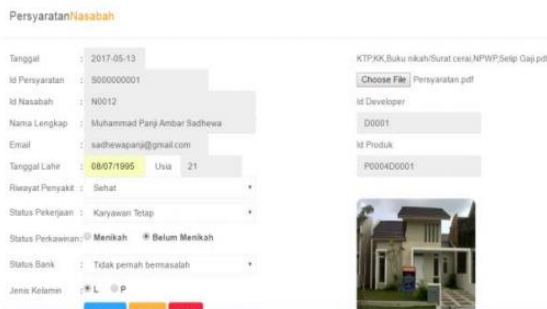 PersyaratanNasabah
Tanggal : 2017-05-13
Id Persyaratan : S000000001
Id Nasabah : N0012
Nama Lengkap : Muhammad Panji Ambar Sadhewa
Email : sadhewapanji@gmail.com
Tanggal Lahir : 08/07/1995 Usia 21
Riwayat Penyakit : Sehat
Status Pekerjaan : Karyawan Tetap
Status Perkawinan: Menikah Belum Menikah
Status Bank : Tidak pernah bermasalah
Jenis Kelamin : L P
KTP,KK,Buku nikah/Surat cerai,NPWP,Selip Gaji.pdf
Choose File Persyaratan.pdf
Id Developer
D0001
Id Produk
P0004D0001